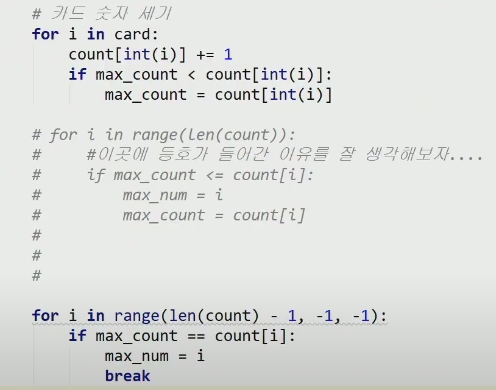 # 카드 숫자 세기
for i in card:
    count[int(i)] += 1
    if max_count < count[int(i)]:
        max_count = count[int(i)]
# for i in range(len(count)):
#     #이곳에 등호가 들어간 이유를 잘 생각해보자....
#     if max_count <= count[i]:
#         max_num = i
#         max_count = count[i]
#
#
#
for i in range(len(count) - 1, -1, -1):
    if max_count == count[i]:
        max_num = i
        break